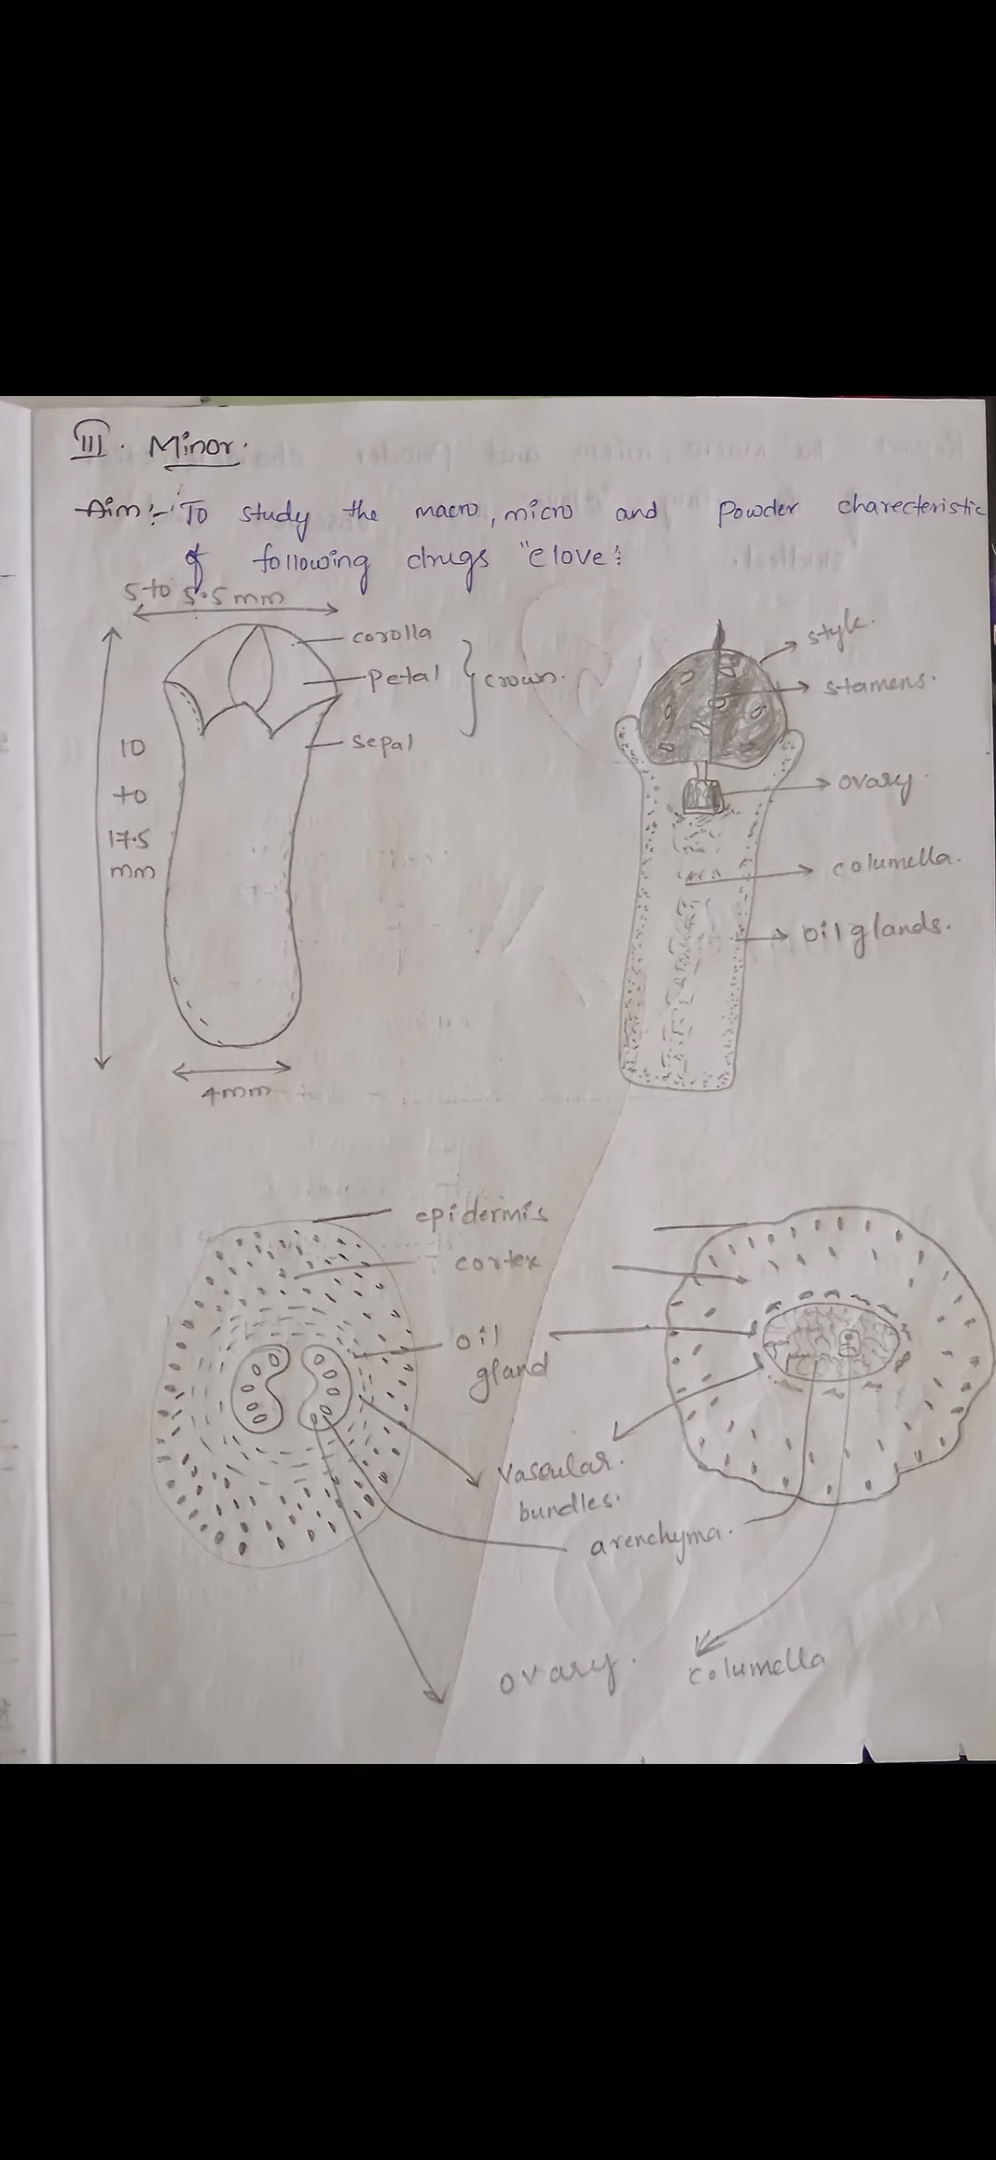 III. Minor.
Aim:- To study the macro, micro and Powder charecteristic
of following drugs "clove".
5 to 5.5 mm
corolla
petal
crown.
sepal
10
to
17.5
mm
4mm
style.
stamens.
ovary.
columella.
oil glands.
epidermis
cortex
oil
gland
vascular.
bundles.
arenchyma.
ovary.
columella